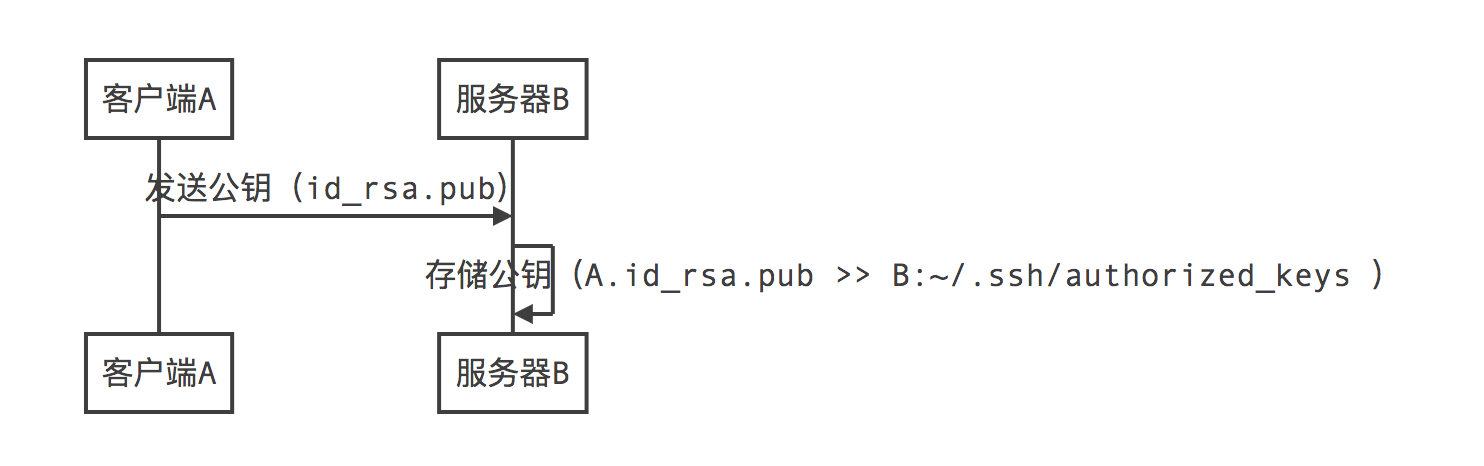 客户端A
服务器B
发送公钥（id_rsa.pub）
存储公钥（A.id_rsa.pub >> B:~/.ssh/authorized_keys ）
客户端A
服务器B